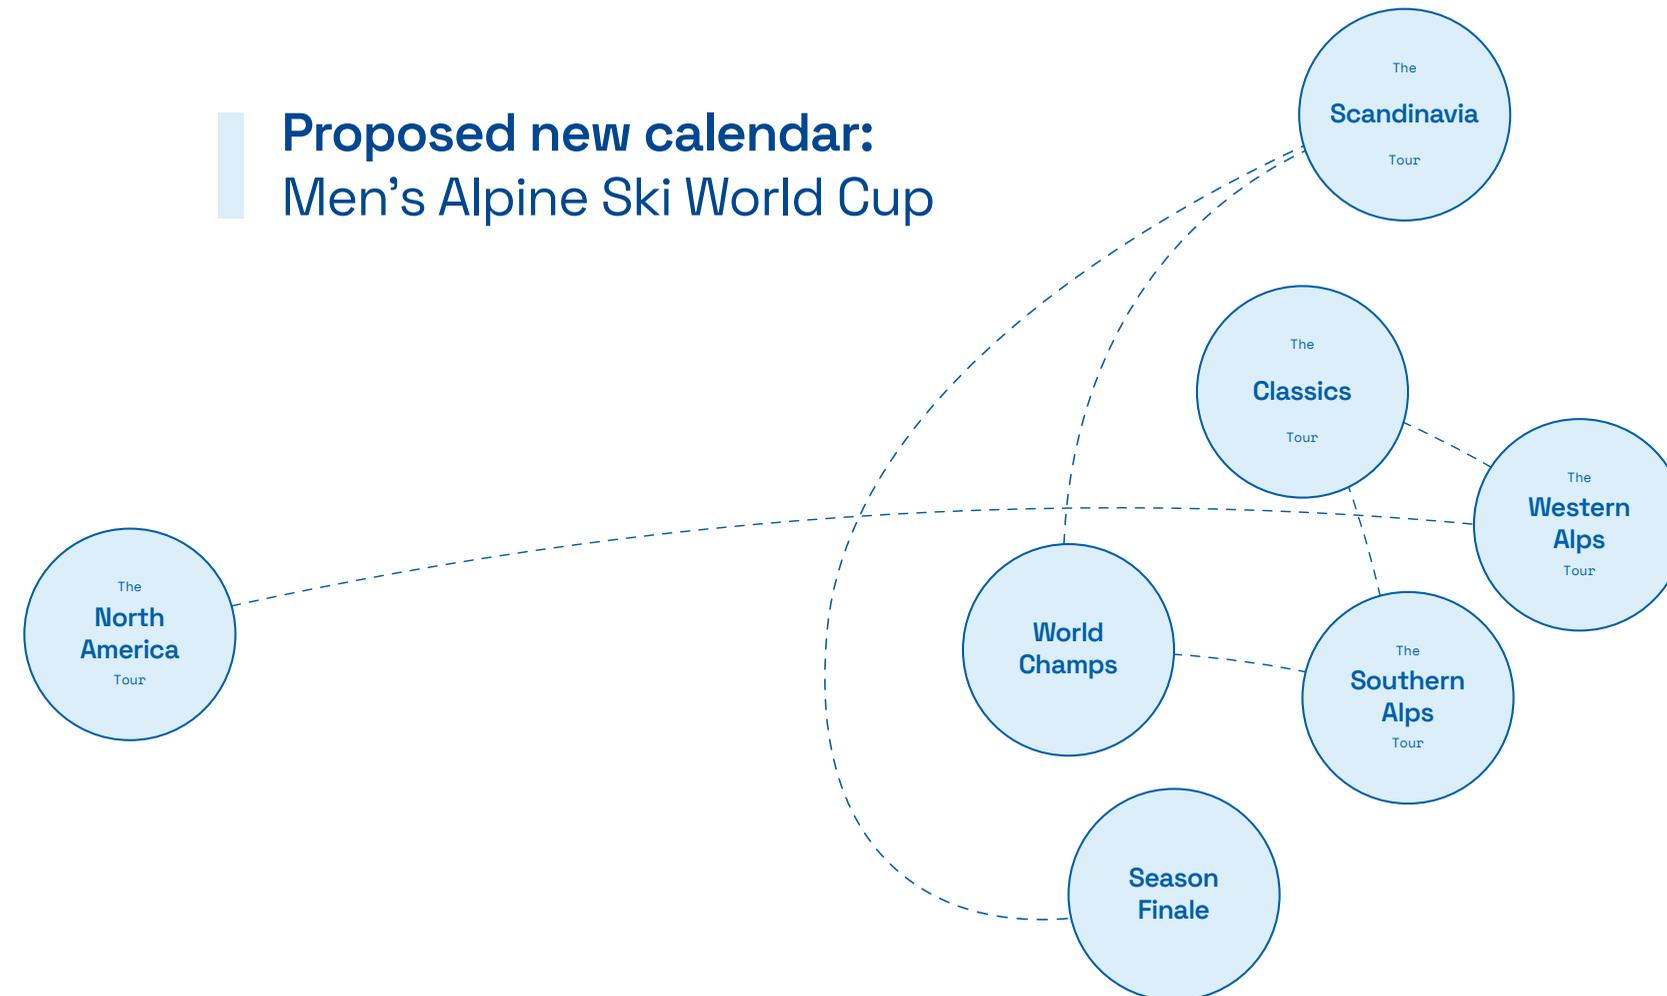 Proposed new calendar:
Men’s Alpine Ski World Cup
The
Scandinavia
Tour
The
Classics
Tour
The
Western
Alps
Tour
The
North
America
Tour
World
Champs
The
Southern
Alps
Tour
Season
Finale